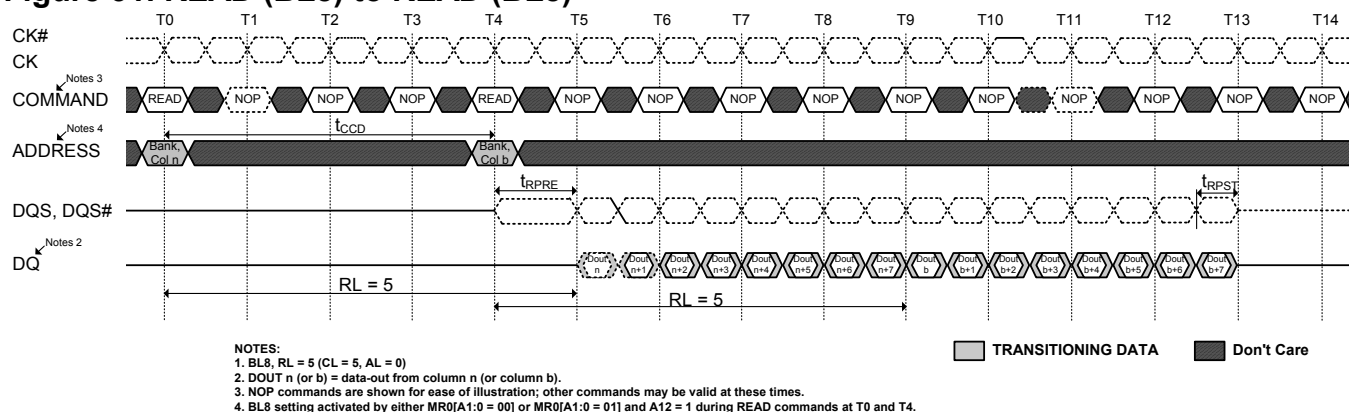 READ (BL8) to READ (BL8)
T0 T1 T2 T3 T4 T5 T6 T7 T8 T9 T10 T11 T12 T13 T14
CK#
CK
Notes 3
COMMAND READ NOP NOP NOP READ NOP NOP NOP NOP NOP NOP NOP NOP NOP NOP
Notes 4
tCCD
ADDRESS Bank, Col n Bank, Col b
tRPRE tRPST
DQS, DQS#
Notes 2
DQ Dout n Dout n+1 Dout n+2 Dout n+3 Dout n+4 Dout n+5 Dout n+6 Dout n+7 Dout b Dout b+1 Dout b+2 Dout b+3 Dout b+4 Dout b+5 Dout b+6 Dout b+7
RL = 5 RL = 5
TRANSITIONING DATA Don't Care
NOTES:
1. BL8, RL = 5 (CL = 5, AL = 0)
2. DOUT n (or b) = data-out from column n (or column b).
3. NOP commands are shown for ease of illustration; other commands may be valid at these times.
4. BL8 setting activated by either MR0[A1:0 = 00] or MR0[A1:0 = 01] and A12 = 1 during READ commands at T0 and T4.